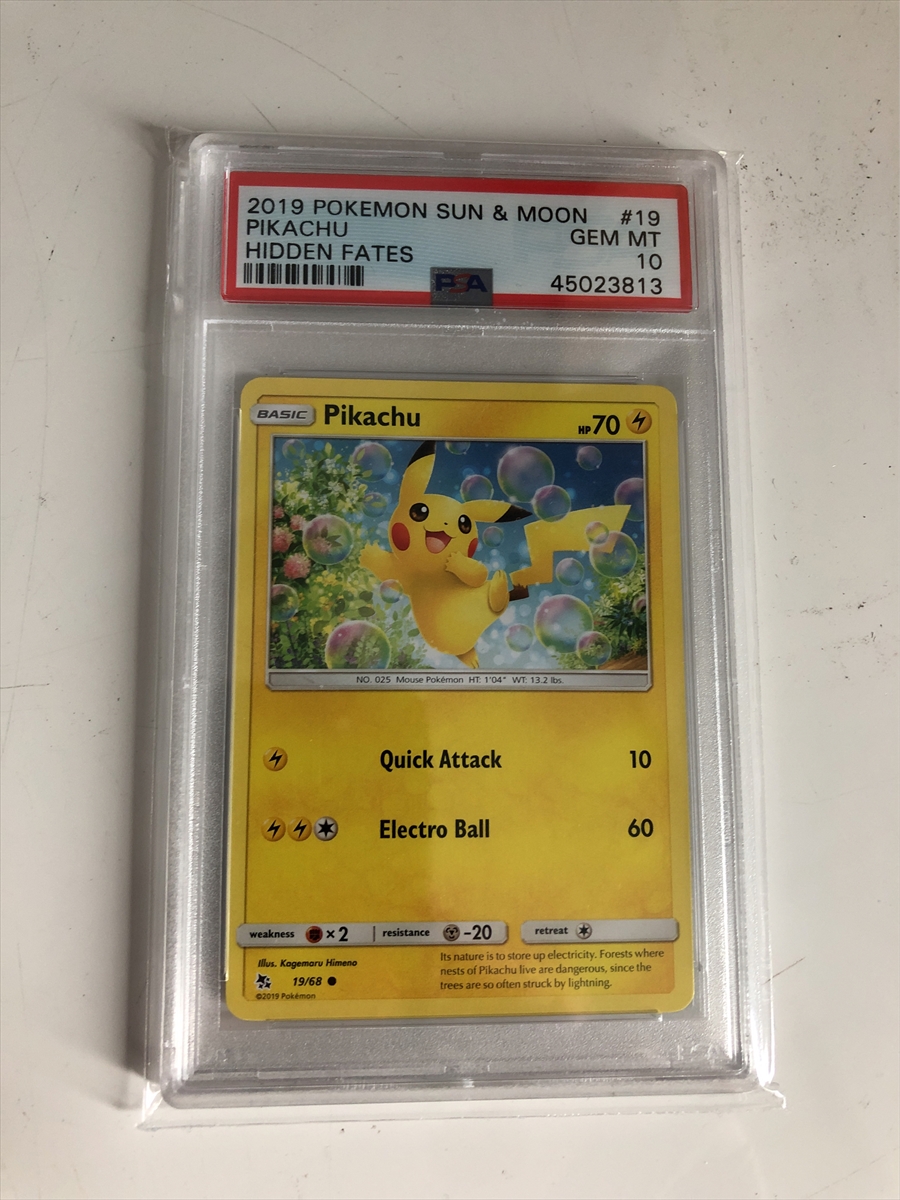 2019 POKEMON SUN & MOON #19
PIKACHU GEM MT
HIDDEN FATES 10
PSA 45023813
BASIC Pikachu HP 70
NO. 025 Mouse Pokémon HT: 1'04" WT: 13.2 lbs.
Quick Attack 10
Electro Ball 60
weakness ×2 resistance -20 retreat
Illus. Kagemaru Himeno
19/68
©2019 Pokémon
Its nature is to store up electricity. Forests where
nests of Pikachu live are dangerous, since the
trees are so often struck by lightning.